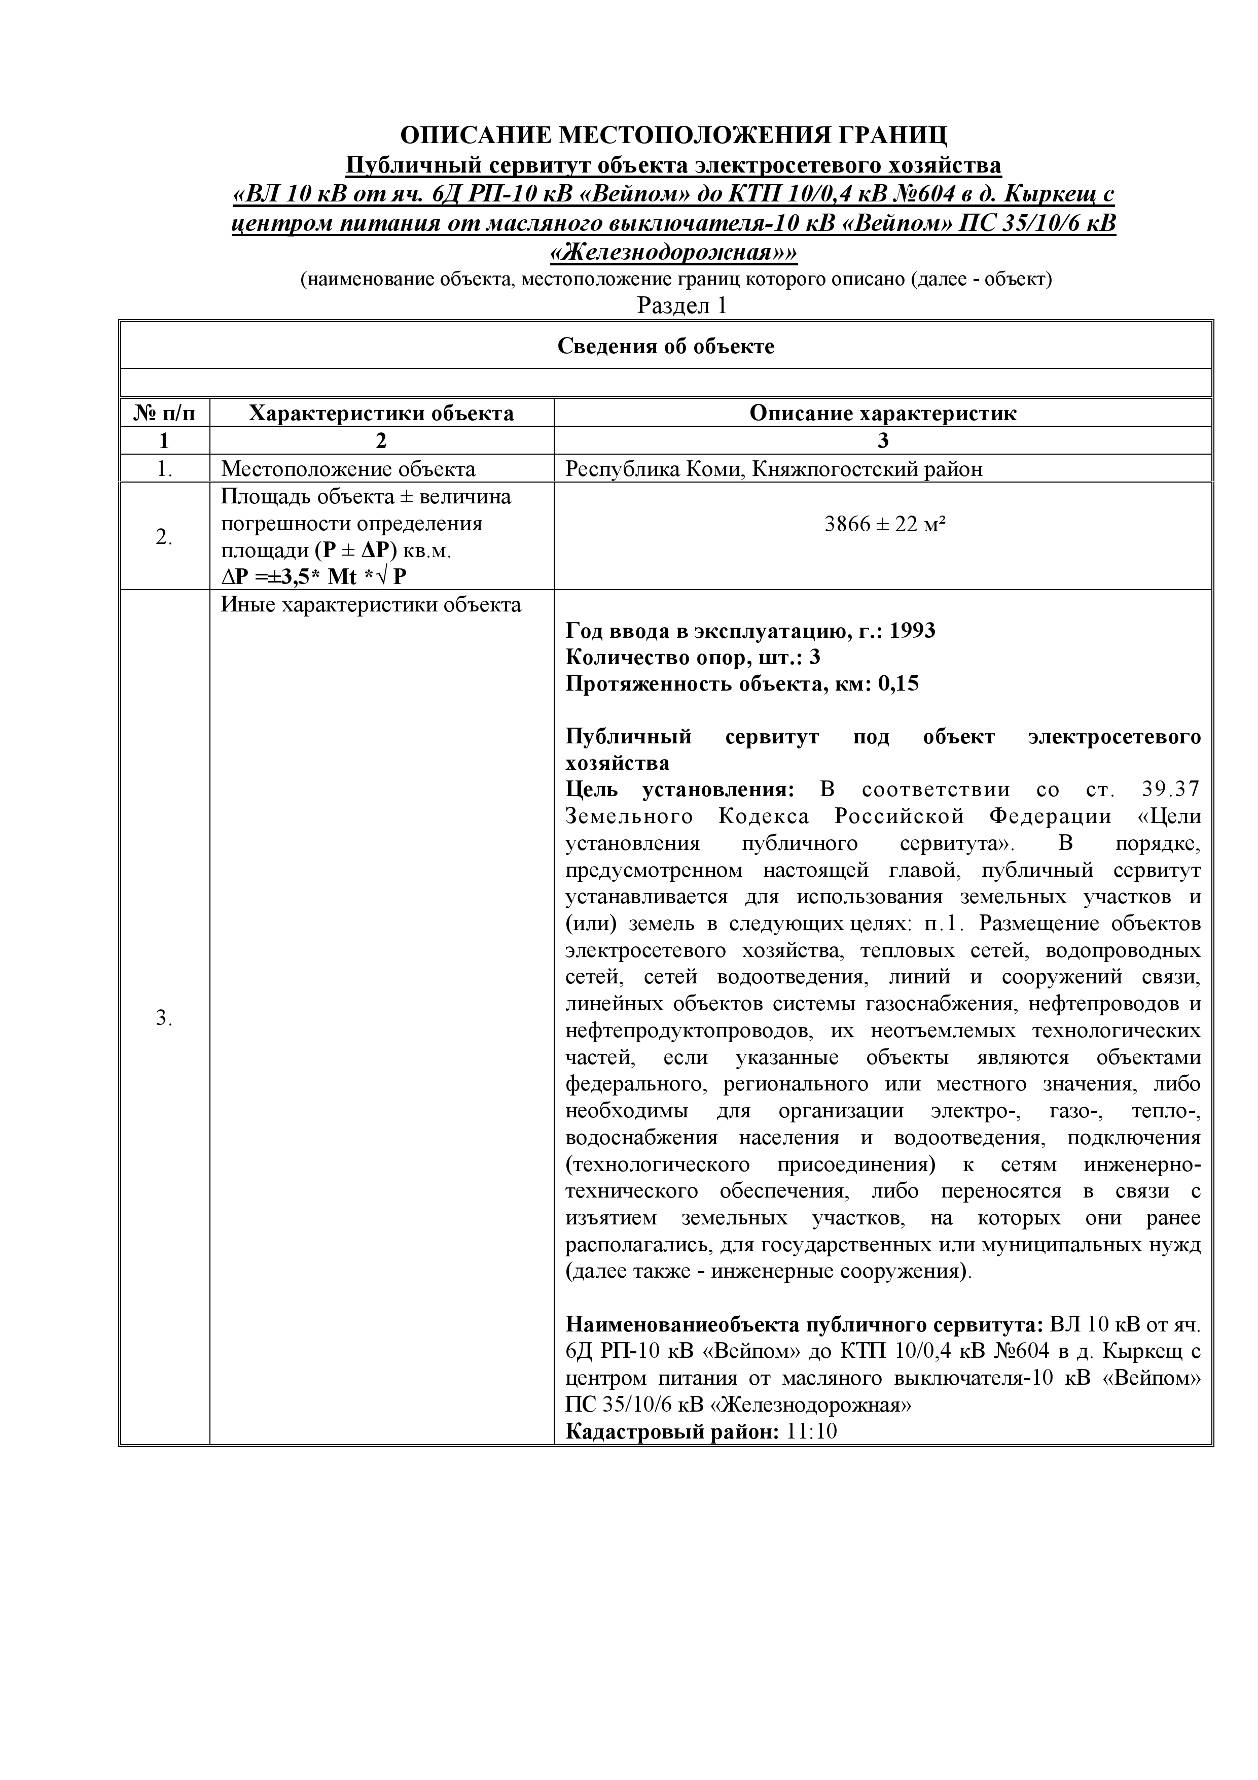 ОПИСАНИЕ МЕСТОПОЛОЖЕНИЯ ГРАНИЦ
Публичный сервитут объекта электросетевого хозяйства
«ВЛ 10 кВ от яч. 6Д РП-10 кВ «Вейпом» до КТП 10/0,4 кВ №604 в д. Кыркещ с
центром питания от масляного выключателя-10 кВ «Вейпом» ПС 35/10/6 кВ
«Железнодорожная»»
(наименование объекта, местоположение границ которого описано (далее - объект)
Раздел 1
Сведения об объекте
№ п/п Характеристики объекта Описание характеристик
1 2 3
1. Местоположение объекта Республика Коми, Княжпогостский район
2. Площадь объекта ± величина
погрешности определения
площади (P ± ΔP) кв.м.
∆P =±3,5* Mt *√ P
3866 ± 22 м²
3. Иные характеристики объекта
Год ввода в эксплуатацию, г.: 1993
Количество опор, шт.: 3
Протяженность объекта, км: 0,15
Публичный сервитут под объект электросетевого
хозяйства
Цель установления: В соответствии со ст. 39.37
Земельного Кодекса Российской Федерации «Цели
установления публичного сервитута». В порядке,
предусмотренном настоящей главой, публичный сервитут
устанавливается для использования земельных участков и
(или) земель в следующих целях: п.1. Размещение объектов
электросетевого хозяйства, тепловых сетей, водопроводных
сетей, сетей водоотведения, линий и сооружений связи,
линейных объектов системы газоснабжения, нефтепроводов и
нефтепродуктопроводов, их неотъемлемых технологических
частей, если указанные объекты являются объектами
федерального, регионального или местного значения, либо
необходимы для организации электро-, газо-, тепло-,
водоснабжения населения и водоотведения, подключения
(технологического присоединения) к сетям инженерно-
технического обеспечения, либо переносятся в связи с
изъятием земельных участков, на которых они ранее
располагались, для государственных или муниципальных нужд
(далее также - инженерные сооружения).
Наименованиеобъекта публичного сервитута: ВЛ 10 кВ от яч.
6Д РП-10 кВ «Вейпом» до КТП 10/0,4 кВ №604 в д. Кыркещ с
центром питания от масляного выключателя-10 кВ «Вейпом»
ПС 35/10/6 кВ «Железнодорожная»
Кадастровый район: 11:10